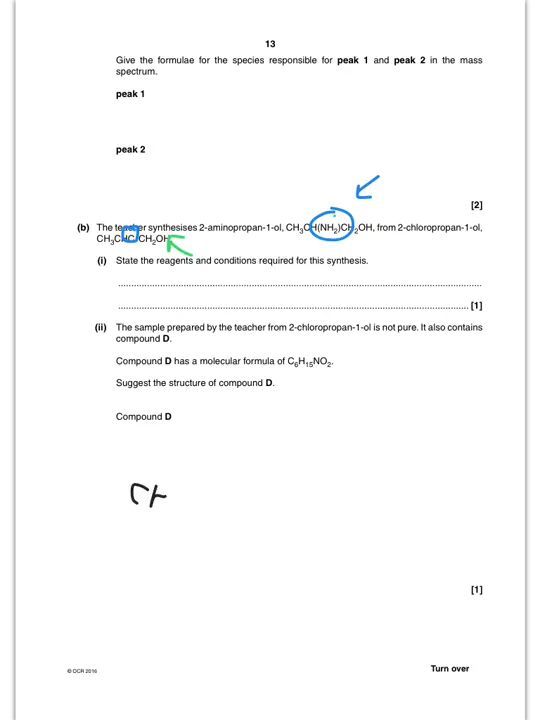 13
Give the formulae for the species responsible for peak 1 and peak 2 in the mass
spectrum.
peak 1
peak 2
[2]
(b) The teacher synthesises 2-aminopropan-1-ol, CH₃CH(NH₂)CH₂OH, from 2-chloropropan-1-ol,
CH₃CHClCH₂OH.
(i) State the reagents and conditions required for this synthesis.
..........................................................................................................................................
..................................................................................................................................... [1]
(ii) The sample prepared by the teacher from 2-chloropropan-1-ol is not pure. It also contains
compound D.
Compound D has a molecular formula of C₆H₁₅NO₂.
Suggest the structure of compound D.
Compound D
CH
[1]
© OCR 2016
Turn over